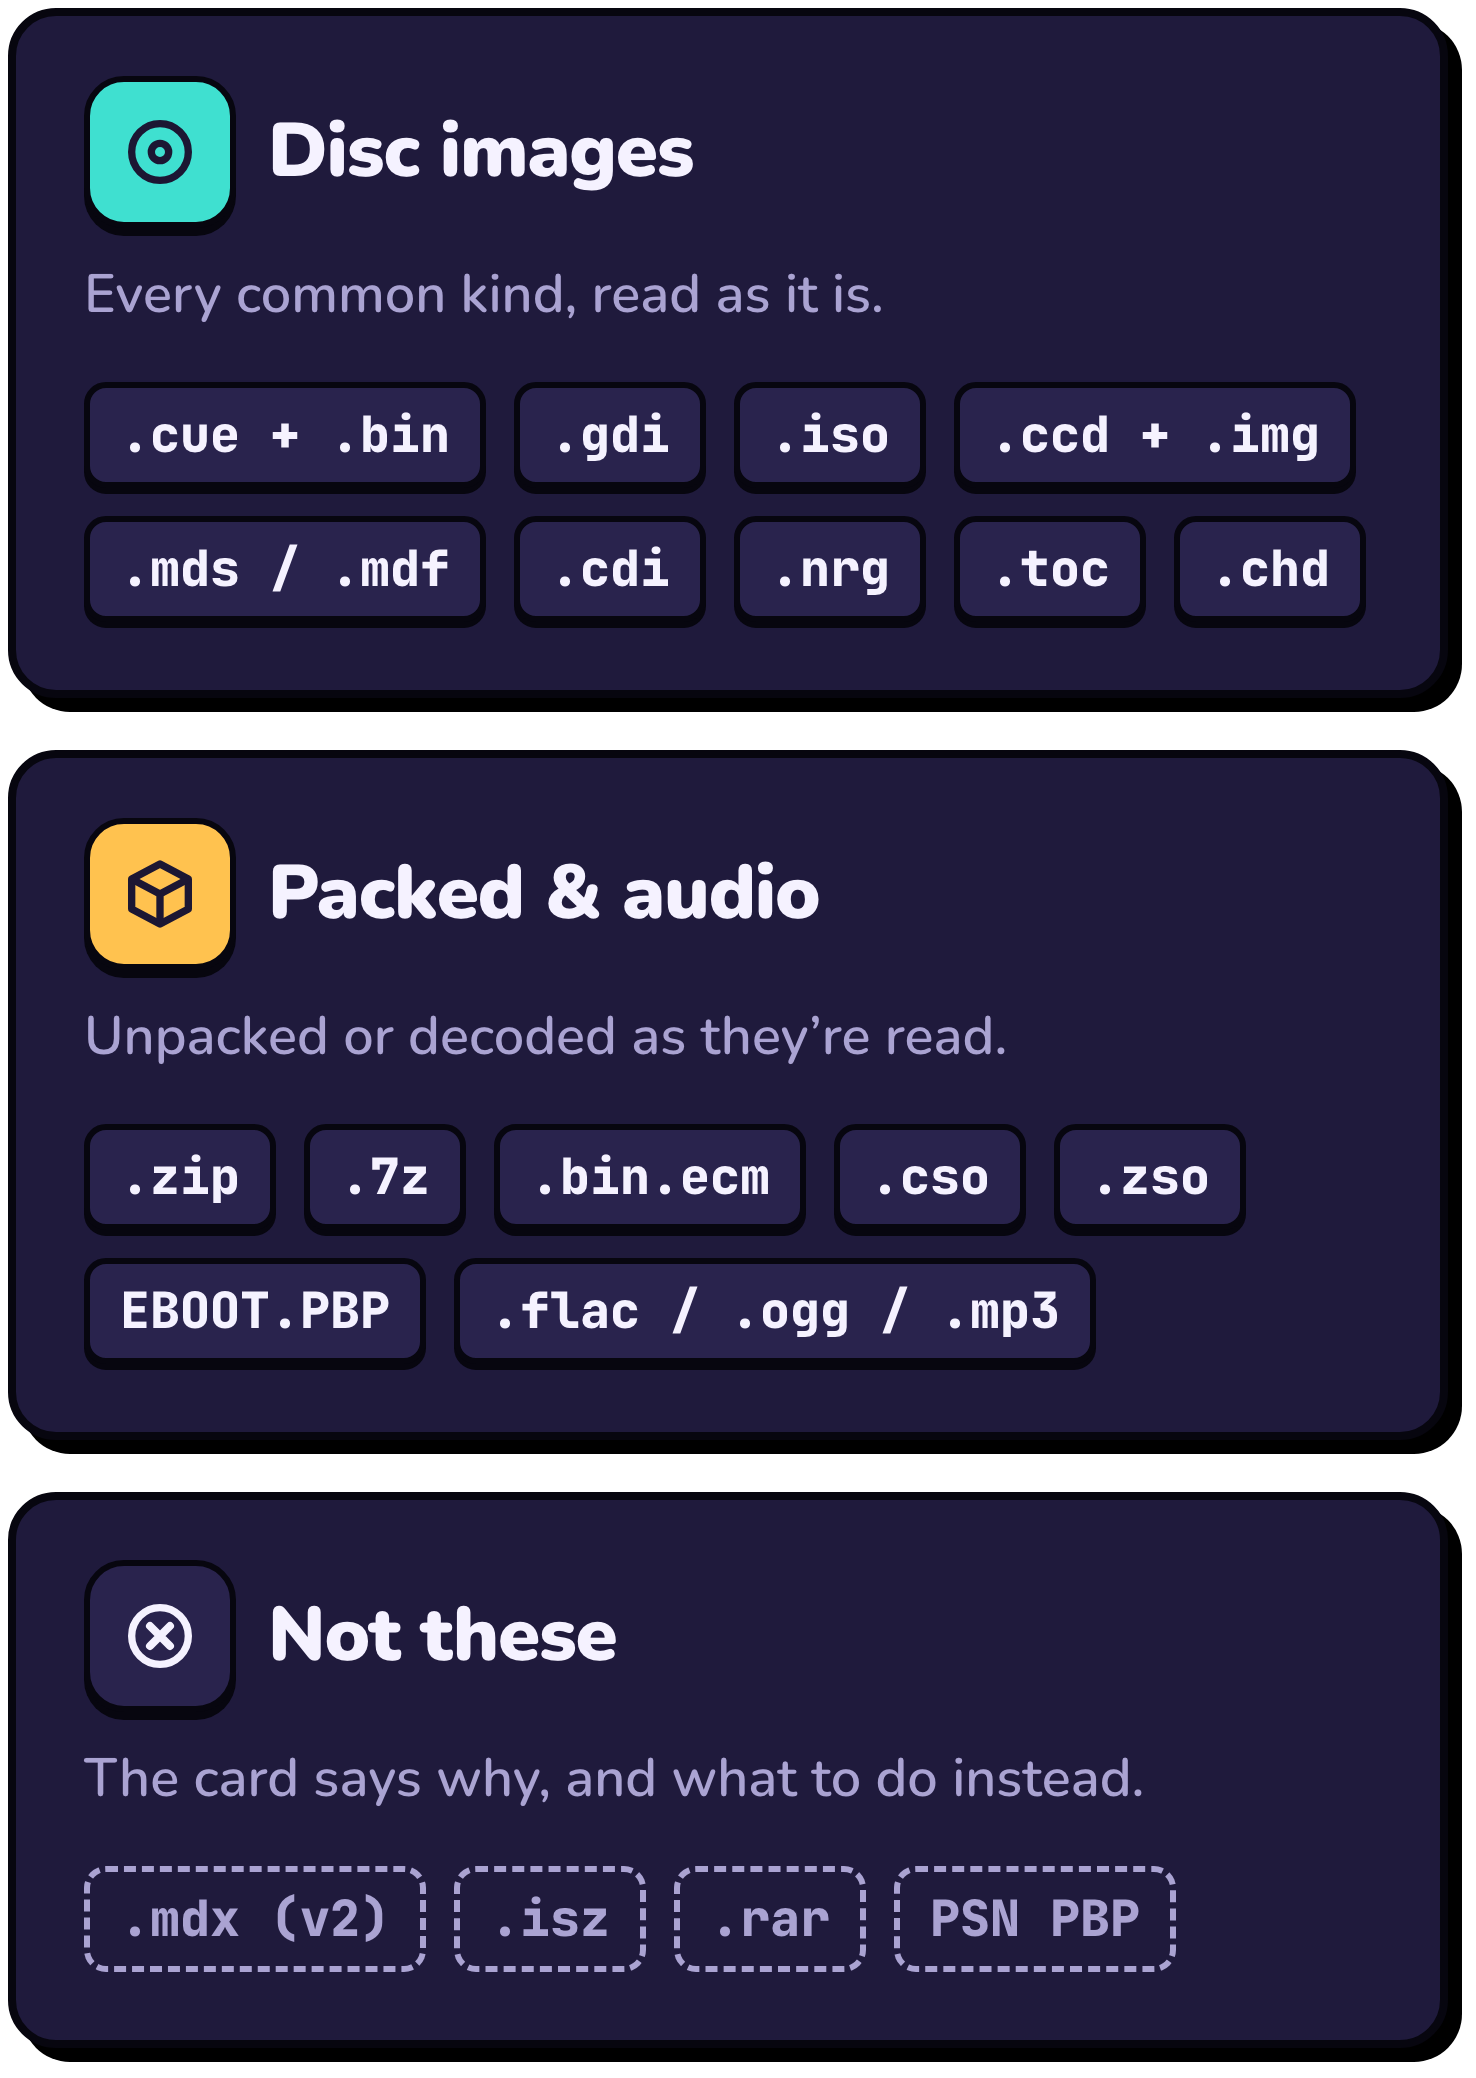 Disc images
Every common kind, read as it is.
.cue + .bin .gdi .iso .ccd + .img
.mds / .mdf .cdi .nrg .toc .chd
Packed & audio
Unpacked or decoded as they’re read.
.zip .7z .bin.ecm .cso .zso
EBOOT.PBP .flac / .ogg / .mp3
Not these
The card says why, and what to do instead.
.mdx (v2) .isz .rar PSN PBP